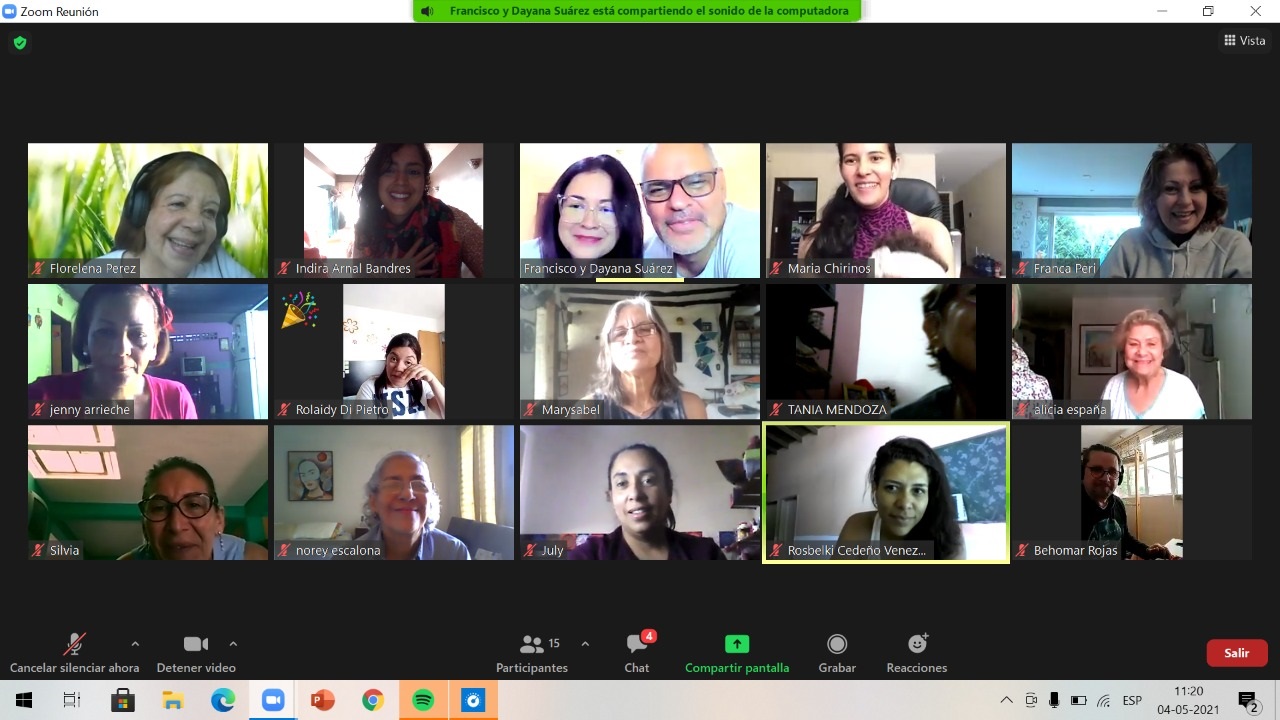 Zoom Reunión
Francisco y Dayana Suárez está compartiendo el sonido de la computadora
Vista
Florelena Perez
Indira Arnal Bandres
Francisco y Dayana Suárez
Maria Chirinos
Franca Peri
jenny arrieche
Rolaidy Di Pietro
Marysabel
TANIA MENDOZA
alicia españa
Silvia
norey escalona
July
Rosbelki Cedeño Venez...
Behomar Rojas
Cancelar silenciar ahora
Detener video
15
Participantes
4
Chat
Compartir pantalla
Grabar
Reacciones
Salir
ESP
11:20
04-05-2021
2